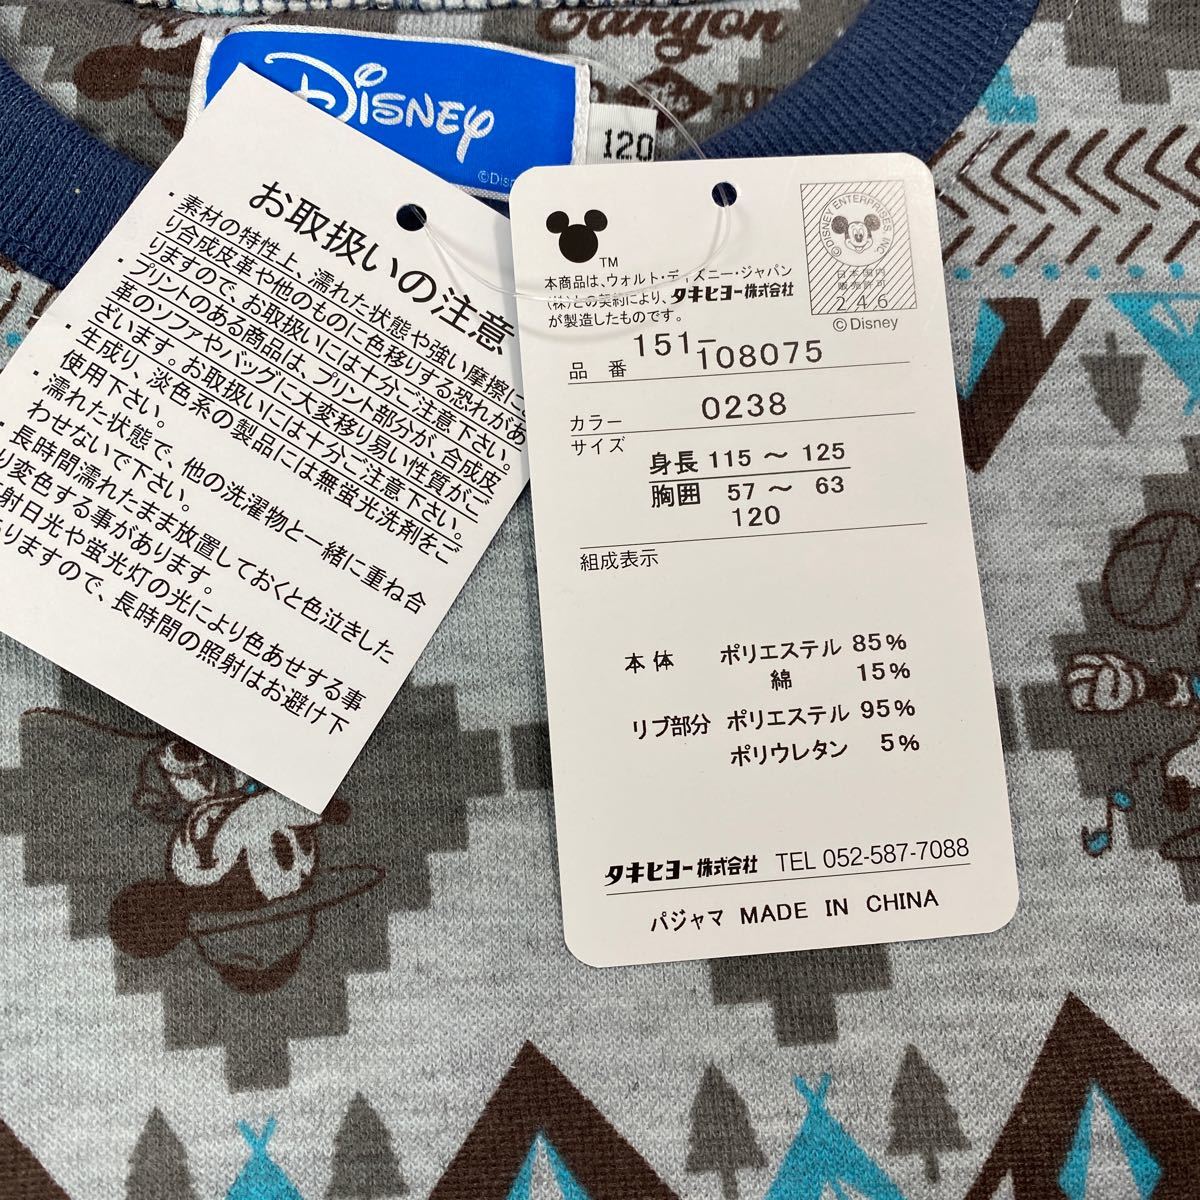 Canyon
The
DISNEY
120
©Disn
お取扱いの注意
・素材の特性上、濡れた状態や強い摩擦に
り合成皮革や他のものに色移りする恐れがあ
りますので、お取扱いには十分ご注意下さい。
・プリントのある商品は、プリント部分が、合成皮
革のソファやバッグに大変移り易い性質がご
ざいます。お取扱いには十分ご注意下さい。
・生成り、淡色系の製品には無蛍光洗剤をご
使用下さい。
・濡れた状態で、他の洗濯物と一緒に重ね合
わせないで下さい。
・長時間濡れたまま放置しておくと色泣きした
り変色する事があります。
射日光や蛍光灯の光により色あせする事
ありますので、長時間の照射はお避け下
TM
©DISNEY ENTERPRISES, INC.
日本国内
販売許可
246
©Disney
本商品は、ウォルト・ディズニー・ジャパン
(株)との契約により、タキヒヨー株式会社
が製造したものです。
品番 151-108075
カラー 0238
サイズ
身長 115 〜 125
胸囲 57 〜 63
120
組成表示
本体 ポリエステル 85%
綿 15%
リブ部分 ポリエステル 95%
ポリウレタン 5%
タキヒヨー株式会社 TEL 052-587-7088
パジャマ MADE IN CHINA